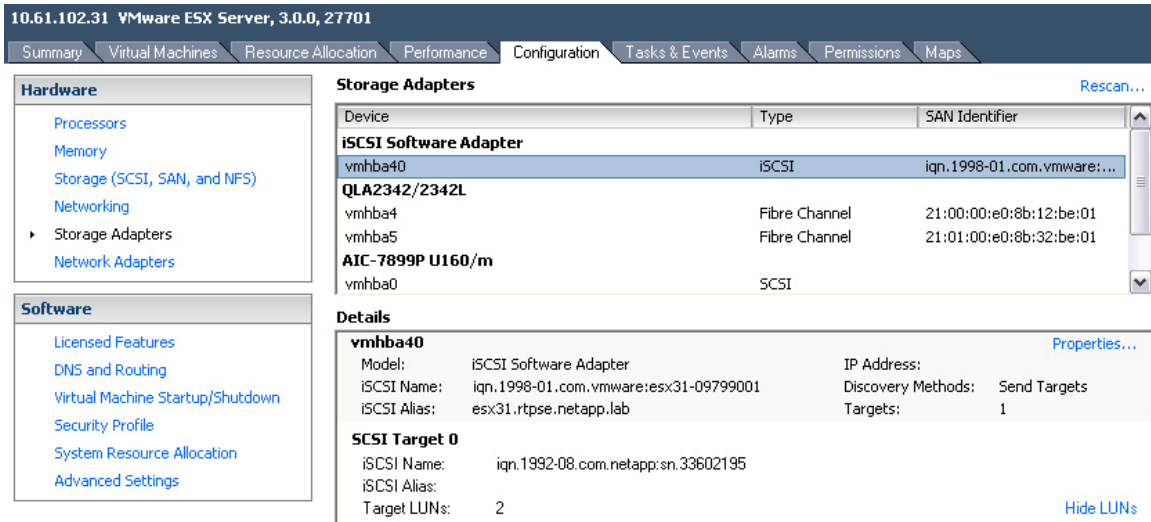 10.61.102.31 VMware ESX Server, 3.0.0, 27701
Summary Virtual Machines Resource Allocation Performance Configuration Tasks & Events Alarms Permissions Maps
Hardware
Processors
Memory
Storage (SCSI, SAN, and NFS)
Networking
Storage Adapters
Network Adapters
Software
Licensed Features
DNS and Routing
Virtual Machine Startup/Shutdown
Security Profile
System Resource Allocation
Advanced Settings
Storage Adapters Rescan...
Device Type SAN Identifier
iSCSI Software Adapter
vmhba40 iSCSI iqn.1998-01.com.vmware:...
QLA2342/2342L
vmhba4 Fibre Channel 21:00:00:e0:8b:12:be:01
vmhba5 Fibre Channel 21:01:00:e0:8b:32:be:01
AIC-7899P U160/m
vmhba0 SCSI
Details
vmhba40 Properties...
Model: iSCSI Software Adapter IP Address:
iSCSI Name: iqn.1998-01.com.vmware:esx31-09799001 Discovery Methods: Send Targets
iSCSI Alias: esx31.rtpse.netapp.lab Targets: 1
SCSI Target 0
iSCSI Name: iqn.1992-08.com.netapp:sn.33602195
iSCSI Alias:
Target LUNs: 2 Hide LUNs